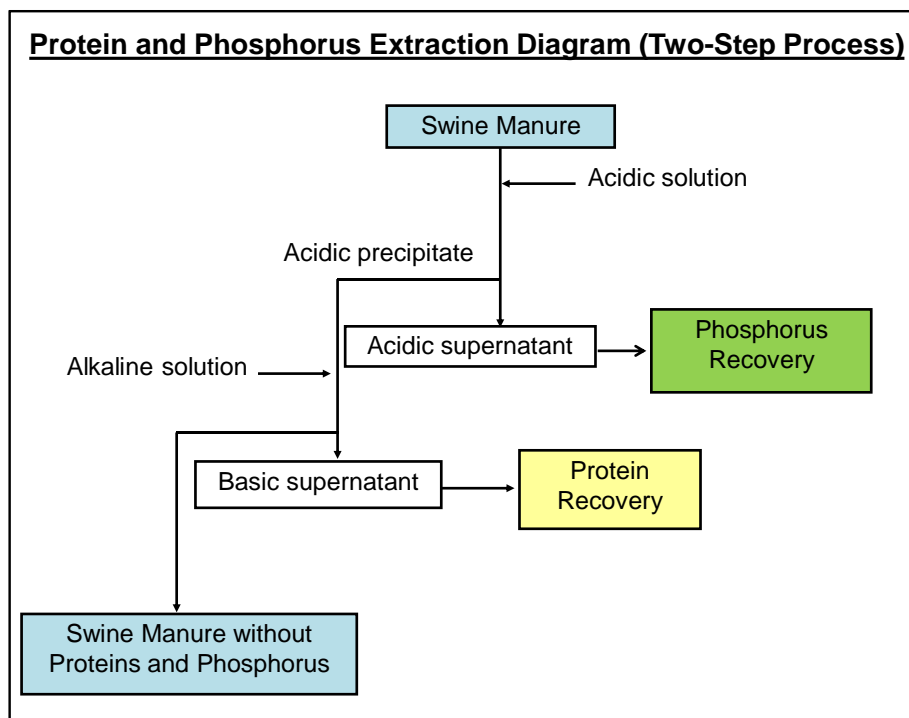 Protein and Phosphorus Extraction Diagram (Two-Step Process)
Swine Manure
Acidic solution
Acidic precipitate
Acidic supernatant
Phosphorus
Recovery
Alkaline solution
Basic supernatant
Protein
Recovery
Swine Manure without
Proteins and Phosphorus